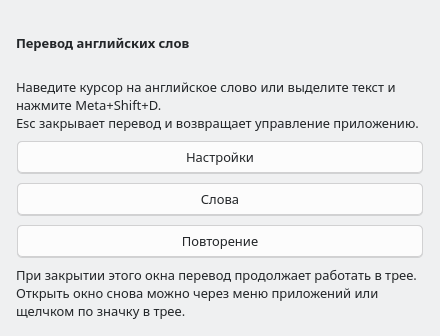 Перевод английских слов
Наведите курсор на английское слово или выделите текст и
нажмите Meta+Shift+D.
Esc закрывает перевод и возвращает управление приложению.
Настройки
Слова
Повторение
При закрытии этого окна перевод продолжает работать в трее.
Открыть окно снова можно через меню приложений или
щелчком по значку в трее.